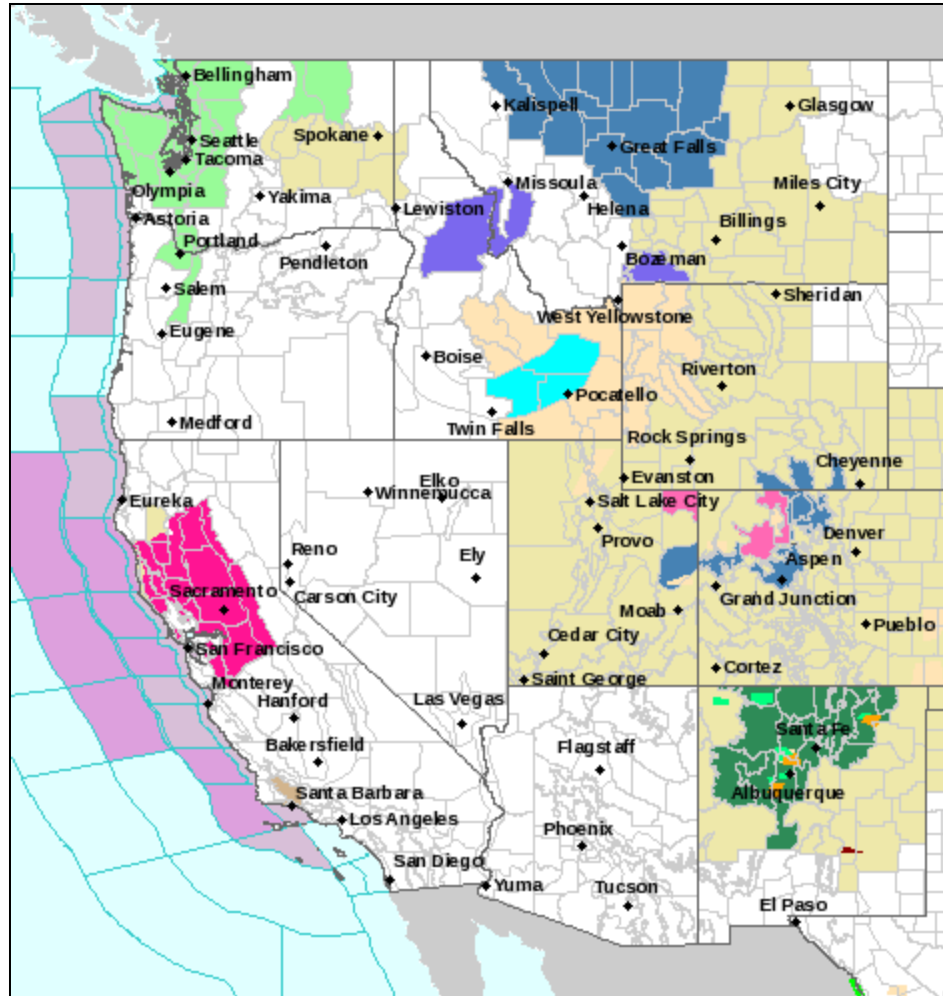 Bellingham
Kalispell
Glasgow
Spokane
Seattle
Great Falls
Tacoma
Olympia
Missoula
Miles City
Yakima
Helena
Lewiston
Astoria
Billings
Portland
Pendleton
Bozeman
Salem
Sheridan
West Yellowstone
Eugene
Boise
Riverton
Pocatello
Medford
Twin Falls
Rock Springs
Cheyenne
Evanston
Elko
Winnemucca
Eureka
Salt Lake City
Provo
Denver
Reno
Ely
Aspen
Sacramento
Carson City
Grand Junction
Moab
Pueblo
Cedar City
San Francisco
Cortez
Saint George
Monterey
Hanford
Las Vegas
Santa Fe
Flagstaff
Bakersfield
Santa Barbara
Albuquerque
Los Angeles
Phoenix
San Diego
Yuma
Tucson
El Paso